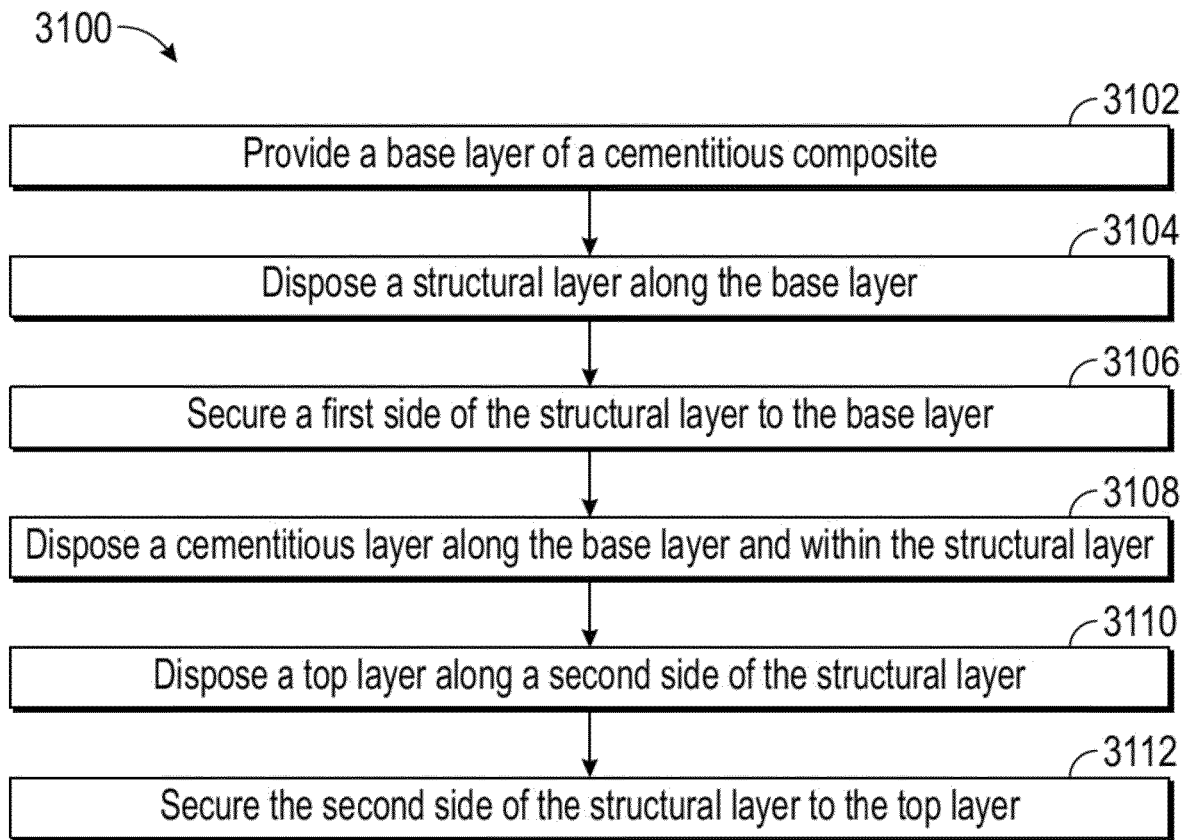 3100
3102
Provide a base layer of a cementitious composite
3104
Dispose a structural layer along the base layer
3106
Secure a first side of the structural layer to the base layer
3108
Dispose a cementitious layer along the base layer and within the structural layer
3110
Dispose a top layer along a second side of the structural layer
3112
Secure the second side of the structural layer to the top layer